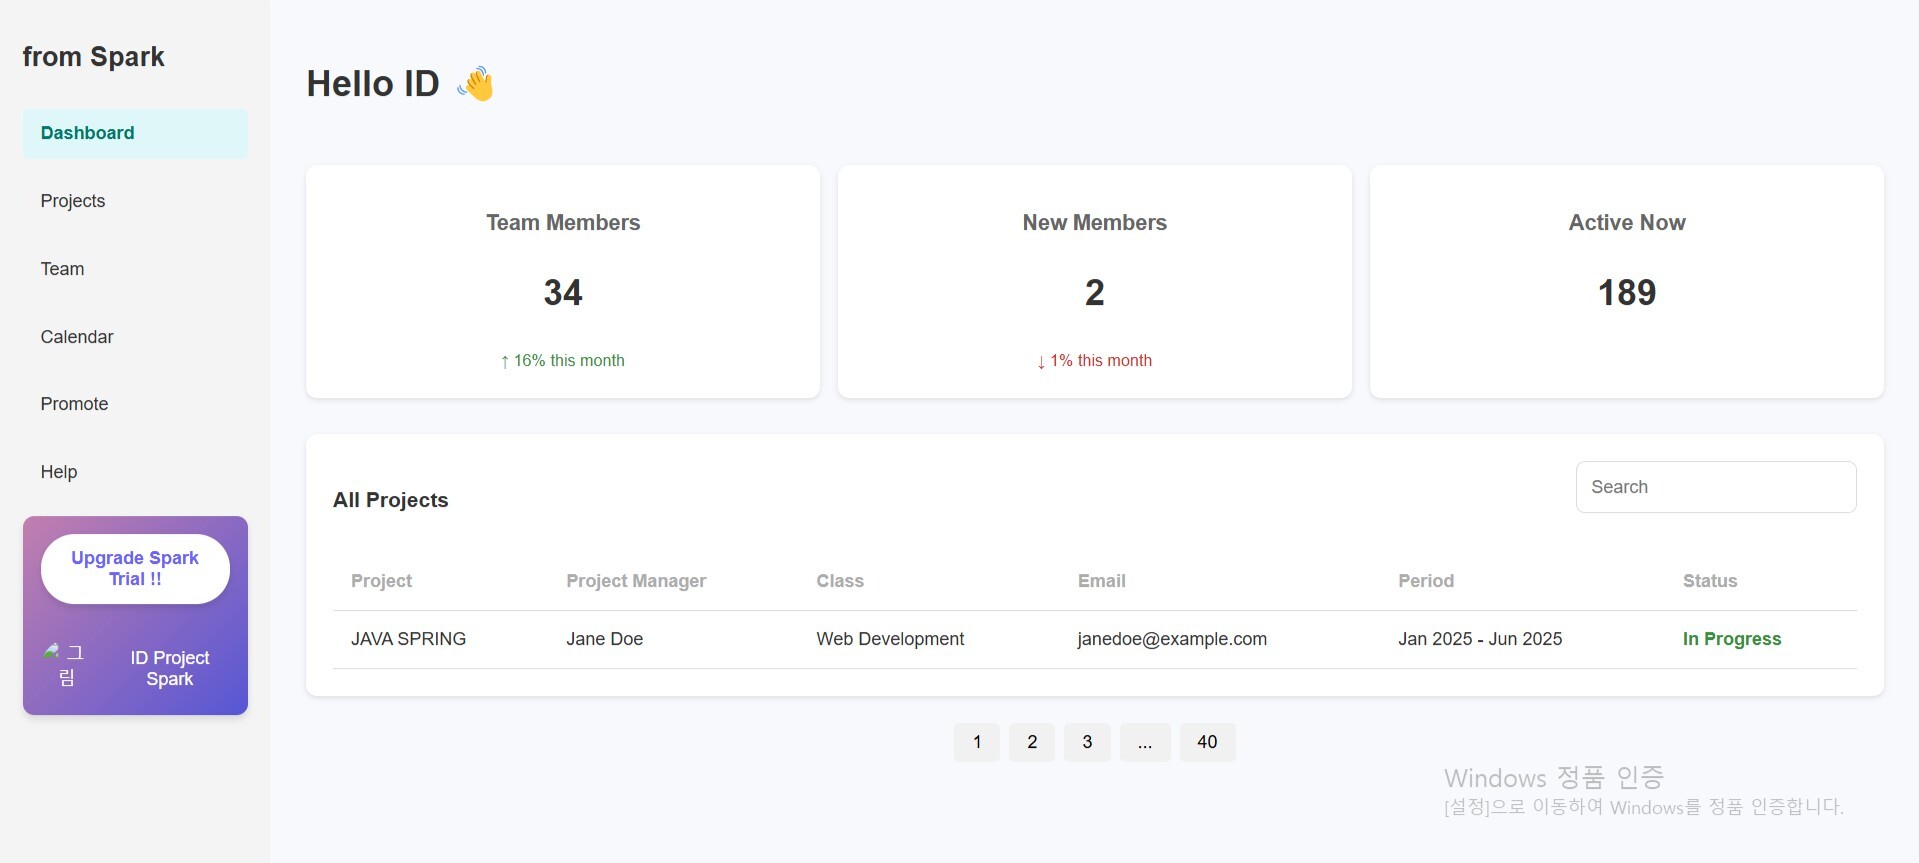 from Spark
Dashboard
Projects
Team
Calendar
Promote
Help
Upgrade Spark
Trial !!
그
림
ID Project
Spark
Hello ID 👋
Team Members
34
↑ 16% this month
New Members
2
↓ 1% this month
Active Now
189
All Projects
Search
Project Project Manager Class Email Period Status
JAVA SPRING Jane Doe Web Development janedoe@example.com Jan 2025 - Jun 2025 In Progress
1 2 3 ... 40
Windows 정품 인증
[설정]으로 이동하여 Windows를 정품 인증합니다.